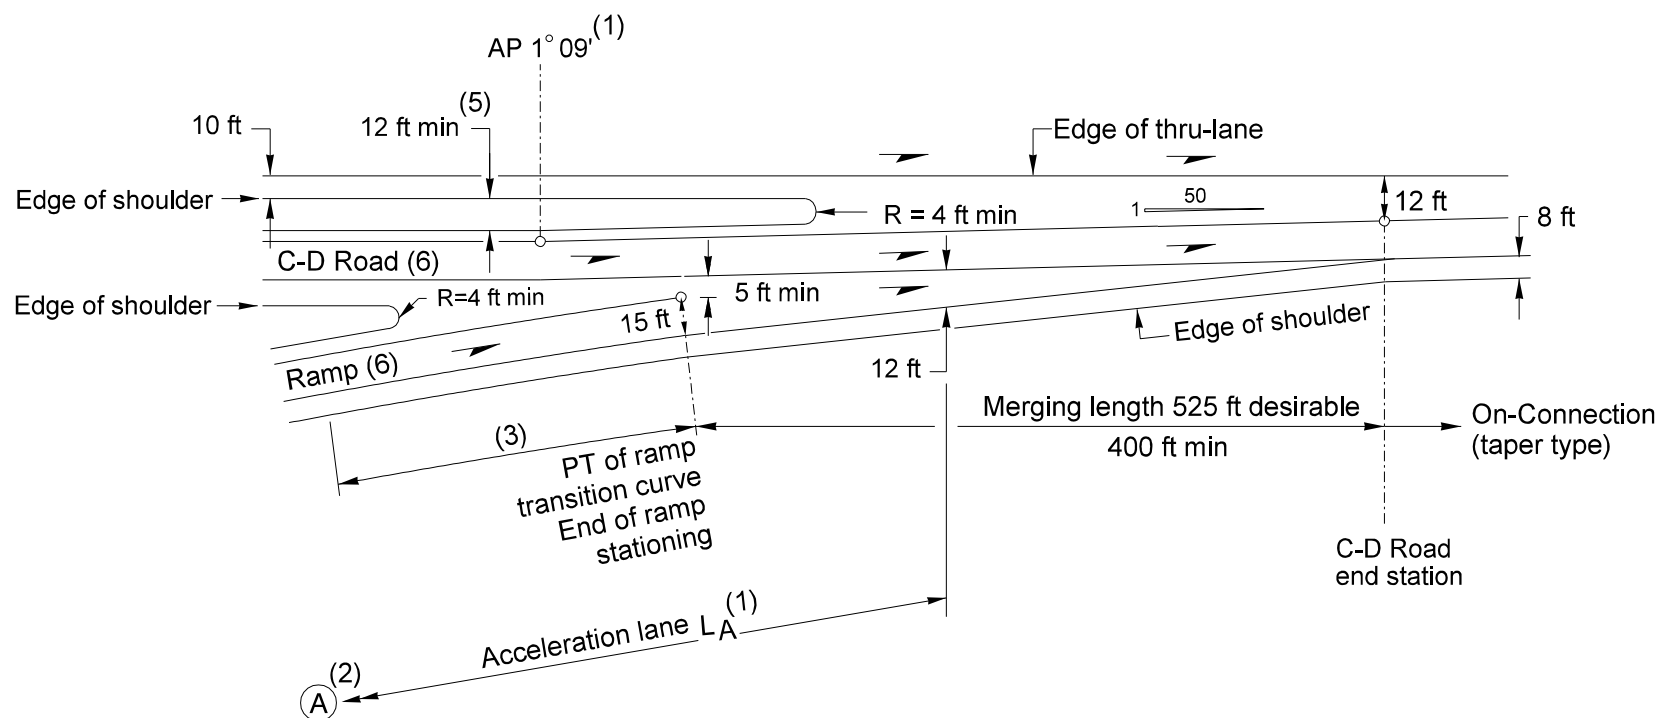 AP 1° 09' (1)
10 ft
12 ft min (5)
Edge of thru-lane
Edge of shoulder
R = 4 ft min
1
50
12 ft
8 ft
C-D Road (6)
Edge of shoulder
R=4 ft min
5 ft min
15 ft
Edge of shoulder
Ramp (6)
12 ft
Merging length 525 ft desirable
400 ft min
On-Connection
(taper type)
(3)
PT of ramp
transition curve
End of ramp
stationing
C-D Road
end station
Acceleration lane LA (1)
A (2)